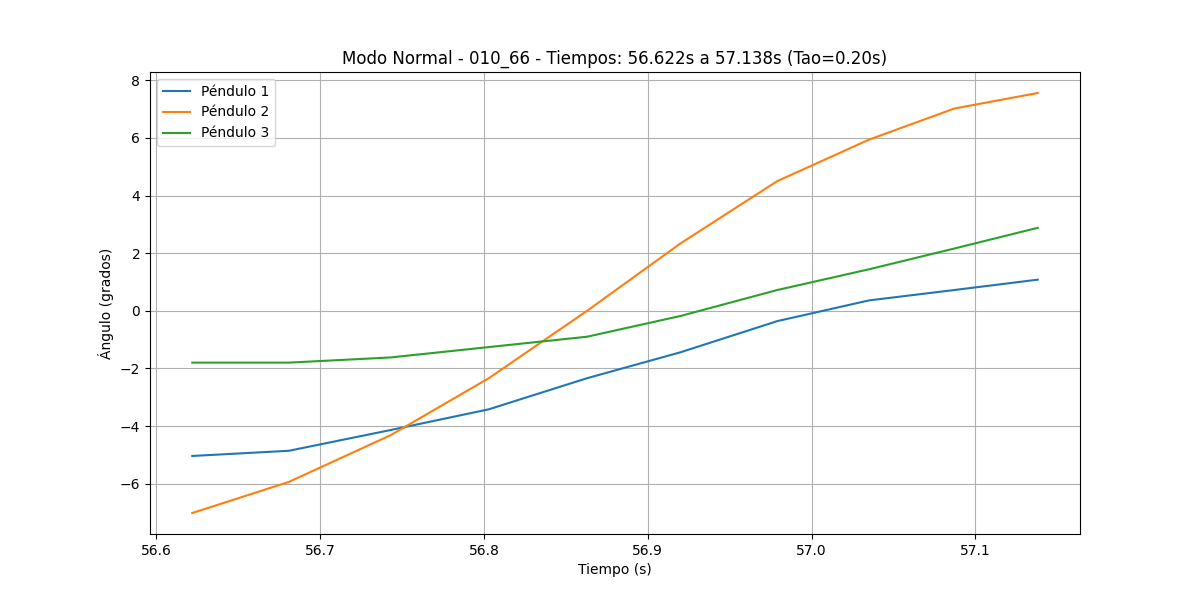 Modo Normal - 010_66 - Tiempos: 56.622s a 57.138s (Tao=0.20s)
Péndulo 1
Péndulo 2
Péndulo 3
Ángulo (grados)
8
6
4
2
0
−2
−4
−6
56.6 56.7 56.8 56.9 57.0 57.1
Tiempo (s)